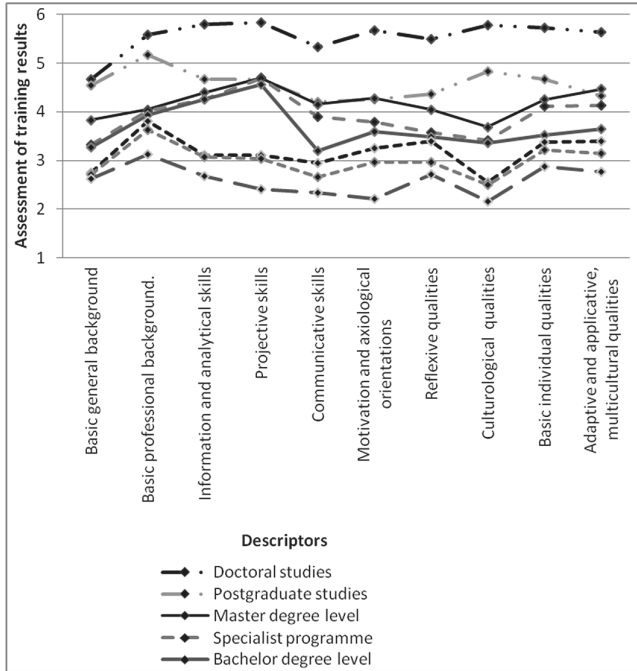 Assessment of training results
6
5
4
3
2
1
Basic general background
Basic professional background.
Information and analytical skills
Projective skills
Communicative skills
Motivation and axiological
orientations
Reflexive qualities
Culturological qualities
Basic individual qualities
Adaptive and applicative,
multicultural qualities
Descriptors
Doctoral studies
Postgraduate studies
Master degree level
Specialist programme
Bachelor degree level